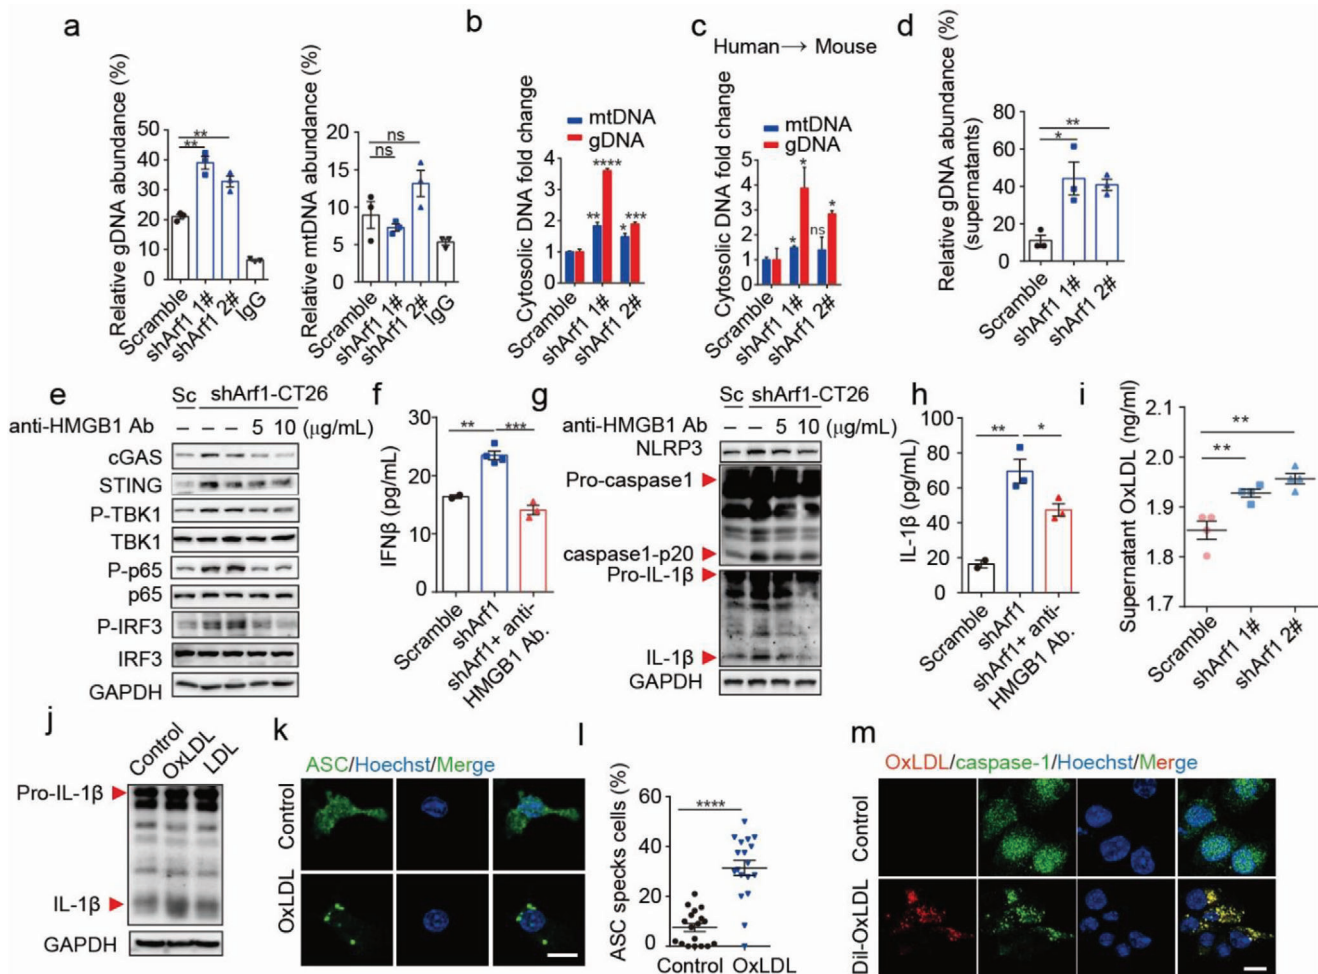 a
Relative gDNA abundance (%)
50
40
30
20
10
0
**
**
Scramble
shArf1 1#
shArf1 2#
IgG
Relative mtDNA abundance (%)
20
15
10
5
0
ns
ns
Scramble
shArf1 1#
shArf1 2#
IgG
b
Cytosolic DNA fold change
mtDNA
gDNA
4
3
2
1
0
**
****
*
***
Scramble
shArf1 1#
shArf1 2#
c
Human → Mouse
Cytosolic DNA fold change
mtDNA
gDNA
6
4
2
0
*
*
ns
*
Scramble
shArf1 1#
shArf1 2#
d
Relative gDNA abundance (%)
(supernatants)
80
60
40
20
0
**
*
Scramble
shArf1 1#
shArf1 2#
e
Sc shArf1-CT26
anti-HMGB1 Ab — — 5 10 (μg/mL)
cGAS
STING
P-TBK1
TBK1
P-p65
p65
P-IRF3
IRF3
GAPDH
f
IFNβ (pg/mL)
30
20
10
0
** ***
Scramble
shArf1
shArf1+ anti-
HMGB1 Ab.
g
Sc shArf1-CT26
anti-HMGB1 Ab — — 5 10 (μg/mL)
NLRP3
Pro-caspase1
caspase1-p20
Pro-IL-1β
IL-1β
GAPDH
h
IL-1β (pg/mL)
100
80
60
40
20
0
** *
Scramble
shArf1
shArf1+ anti-
HMGB1 Ab.
i
Supernatant OxLDL (ng/ml)
2.1
2.0
1.9
1.8
1.7
**
**
Scramble
shArf1 1#
shArf1 2#
j
Control
OxLDL
LDL
Pro-IL-1β
IL-1β
GAPDH
k
ASC/Hoechst/Merge
Control
OxLDL
l
ASC specks cells (%)
60
40
20
0
****
Control OxLDL
m
OxLDL/caspase-1/Hoechst/Merge
Control
Dil-OxLDL